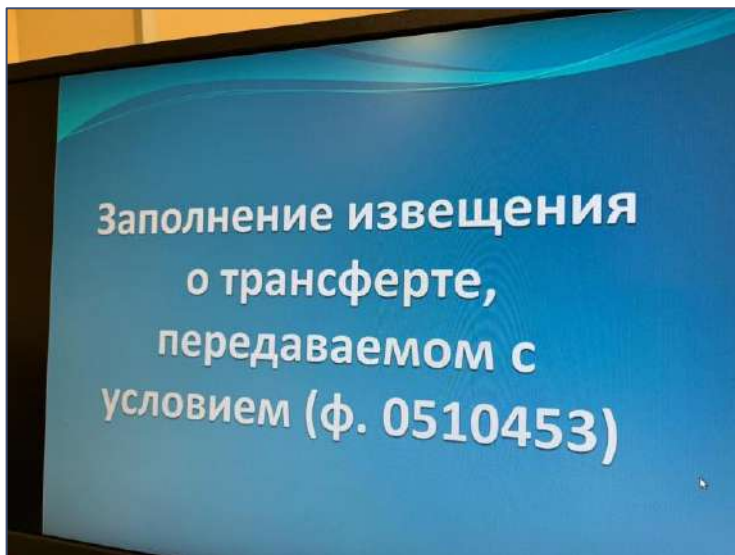 Заполнение извещения
о трансферте,
передаваемом с
условием (ф. 0510453)